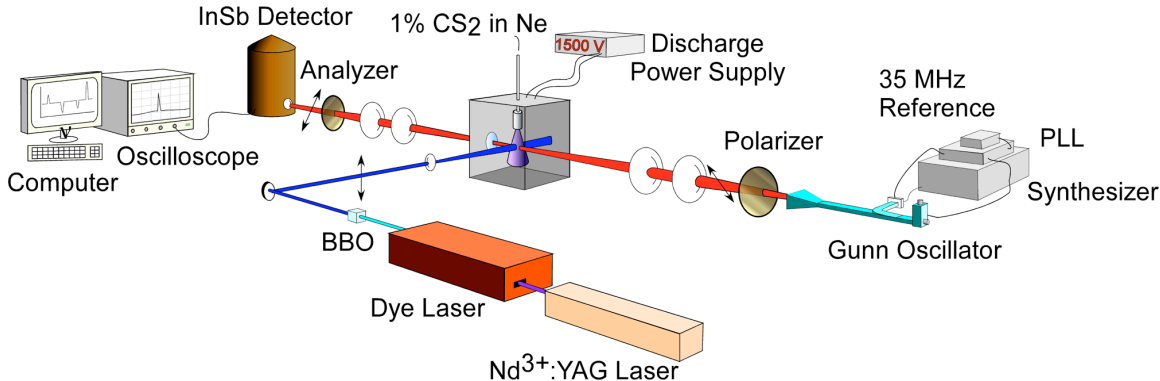 InSb Detector
1% CS2 in Ne
1500 V
Discharge
Power Supply
Analyzer
35 MHz
Reference
Polarizer
PLL
Oscilloscope
Synthesizer
Computer
BBO
Gunn Oscillator
Dye Laser
Nd3+:YAG Laser